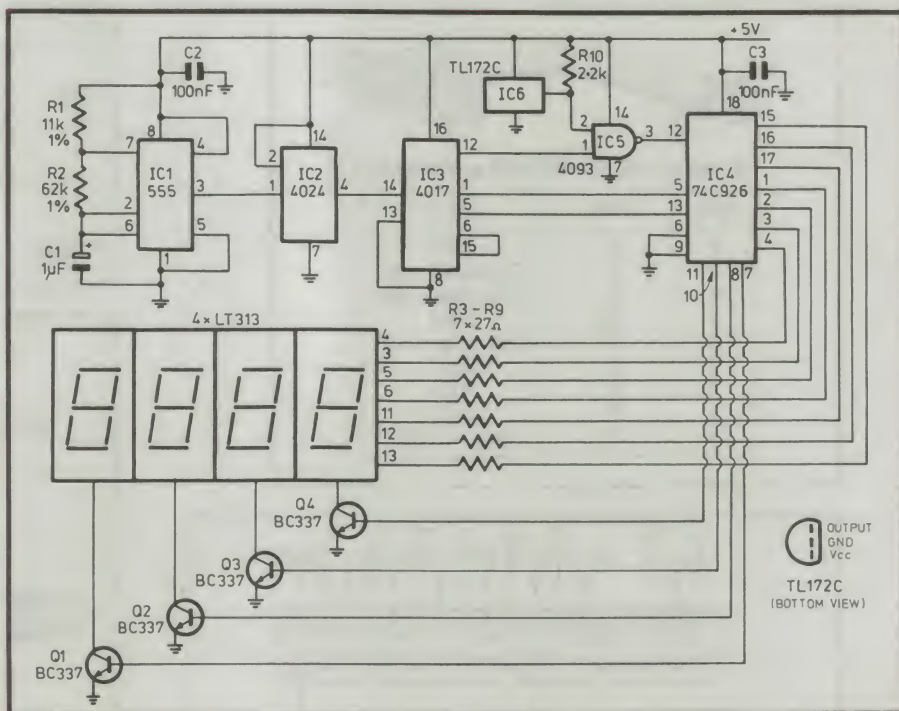 +5V
C2
100nF
R1
11k
1%
R2
62k
1%
C1
1µF
+
7
2
6
8
4
3
5
1
IC1
555
2
14
1
4
7
IC2
4024
14
13
16
12
1
5
6
15
8
IC3
4017
TL172C
IC6
R10
2·2k
2
1
14
3
7
IC5
4093
C3
100nF
18
12
5
13
6
9
11
10
8
7
15
16
17
1
2
3
4
IC4
74C926
4×LT313
R3 – R9
7×27Ω
4
3
5
6
11
12
13
Q4
BC337
Q3
BC337
Q2
BC337
Q1
BC337
OUTPUT
GND
Vcc
TL172C
(BOTTOM VIEW)